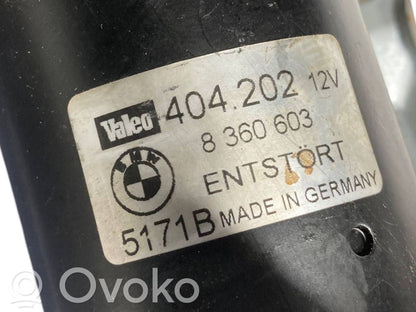 Valeo 404.202 12V
8 360 603
BMW
ENTSTÖRT
5171B MADE IN GERMANY
Ovoko